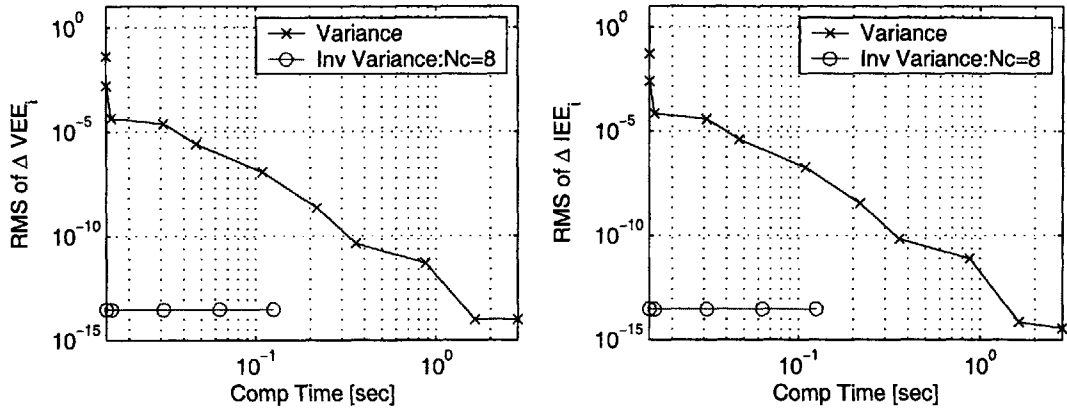 10^0
10^-5
10^-10
10^-15
RMS of Δ VEE_i
Variance
Inv Variance:Nc=8
10^-1
10^0
Comp Time [sec]
10^0
10^-5
10^-10
10^-15
RMS of Δ IEE_i
Variance
Inv Variance:Nc=8
10^-1
10^0
Comp Time [sec]